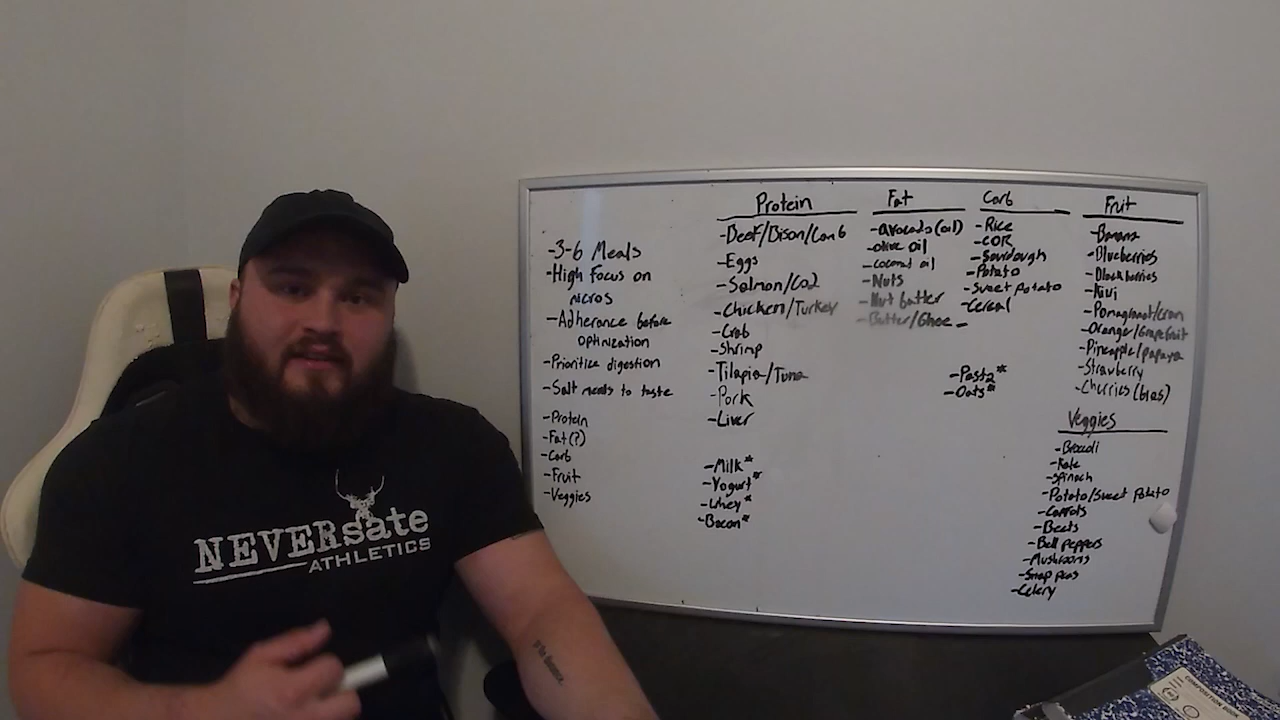 -3-6 Meals
-High Focus on
micros
-Adherance before
optimization
-Prioritize digestion
-Salt meals to taste
-Protein
-Fat(?)
-Carb
-Fruit
-Veggies
Protein
-Beef/Bison/Lamb
-Eggs
-Salmon/Cod
-Chicken/Turkey
-Crab
-Shrimp
-Tilapia/Tuna
-Pork
-Liver
-Milk*
-Yogurt*
-Whey*
-Bacon*
Fat
-Avocado (oil)
-olive oil
-coconut oil
-Nuts
-Nut butter
-Butter/Ghee
Carb
-Rice
-COR
-Sourdough
-Potato
-Sweet potato
-Cereal
-Pasta*
-Oats*
Fruit
-Banana
-Blueberries
-Blackberries
-Kiwi
-Orange/Grapefruit
-Pineapple/papaya
-Strawberry
-Cherries
Veggies
-Broccoli
-Kale
-Spinach
-Potato/Sweet Potato
-Carrots
-Beets
-Bell peppers
-Mushrooms
-Snap peas
-Celery
NEVERsate
ATHLETICS
COMPOSITION BOOK